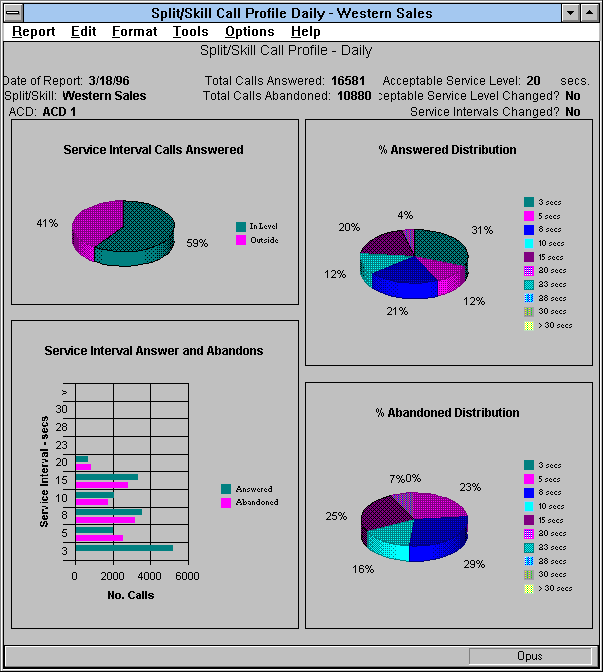 Split/Skill Call Profile Daily - Western Sales
Report Edit Format Tools Options Help
Split/Skill Call Profile - Daily
Date of Report: 3/18/96 Total Calls Answered: 16581 Acceptable Service Level: 20 secs.
Split/Skill: Western Sales Total Calls Abandoned: 10880 ceptable Service Level Changed? No
ACD: ACD 1 Service Intervals Changed? No
Service Interval Calls Answered
41%
59%
In Level
Outside
% Answered Distribution
4%
20%
31%
12%
12%
21%
3 secs
5 secs
8 secs
10 secs
15 secs
20 secs
23 secs
28 secs
30 secs
> 30 secs
Service Interval Answer and Abandons
Service Interval - secs
>
30
28
23
20
15
10
8
5
3
0 2000 4000 6000
No. Calls
Answered
Abandoned
% Abandoned Distribution
7% 0%
23%
25%
16%
29%
3 secs
5 secs
8 secs
10 secs
15 secs
20 secs
23 secs
28 secs
30 secs
> 30 secs
Opus